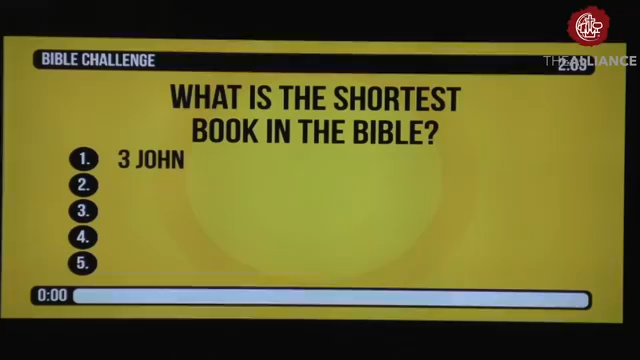 THE ALLIANCE
BIBLE CHALLENGE
2:03
WHAT IS THE SHORTEST
BOOK IN THE BIBLE?
1. 3 JOHN
2.
3.
4.
5.
0:00